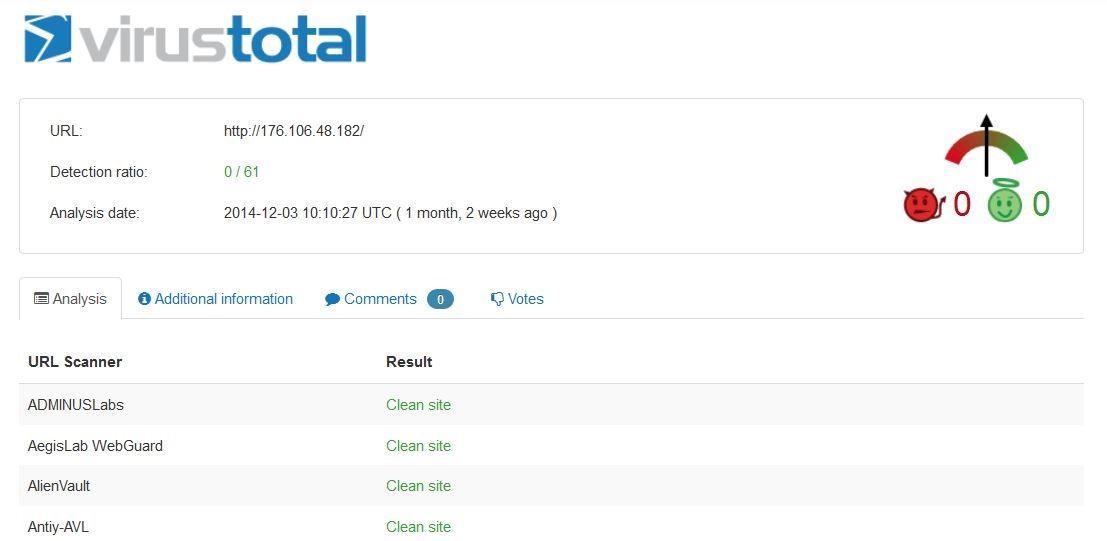 virustotal
URL: http://176.106.48.182/
Detection ratio: 0 / 61
Analysis date: 2014-12-03 10:10:27 UTC ( 1 month, 2 weeks ago )
0 0
Analysis Additional information Comments 0 Votes
URL Scanner Result
ADMINUSLabs Clean site
AegisLab WebGuard Clean site
AlienVault Clean site
Antiy-AVL Clean site